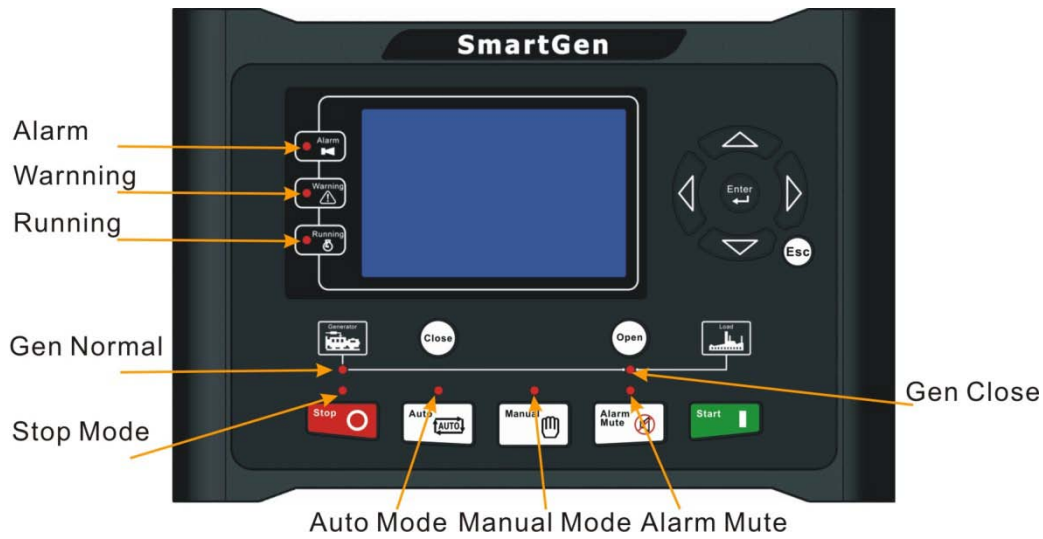 SmartGen
Alarm
Alarm
Warnning
Warning
Running
Running
Enter
Esc
Generator
Close
Open
Load
Gen Normal
Gen Close
Stop Mode
Stop
Auto
AUTO
Manual
Alarm
Mute
Start
Auto Mode Manual Mode Alarm Mute